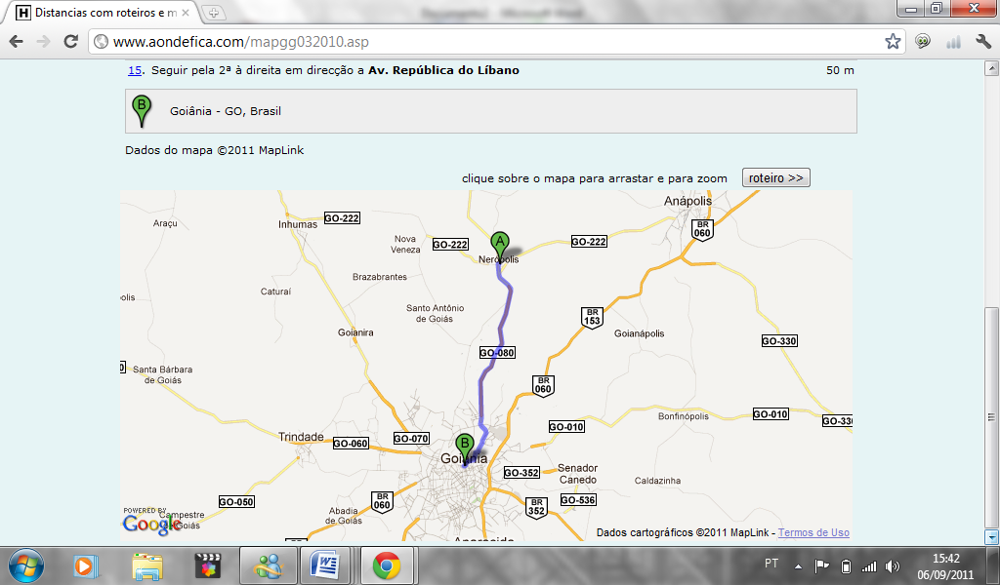 Distancias com roteiros e m
www.aondefica.com/mapgg032010.asp
15. Seguir pela 2ª à direita em direcção a Av. República do Líbano 50 m
B Goiânia - GO, Brasil
Dados do mapa ©2011 MapLink
clique sobre o mapa para arrastar e para zoom roteiro >>
Anápolis
Araçu
Inhumas
GO-222
BR 060
Nova Veneza
GO-222
A
GO-222
Nerópolis
Brazabrantes
olis
Caturaí
Santo Antônio de Goiás
BR 153
Goianira
Goianápolis
GO-330
GO-080
Santa Bárbara de Goiás
BR 060
Bonfinópolis
GO-010
GO-330
GO-010
Trindade
GO-060
GO-070
B
Goiânia
GO-352
Senador Canedo
Caldazinha
GO-050
BR 060
BR 352
GO-536
POWERED BY
Google
Campestre de Goiás
Abadia de Goiás
Aparecida
Dados cartográficos ©2011 MapLink - Termos de Uso
PT
15:42
06/09/2011